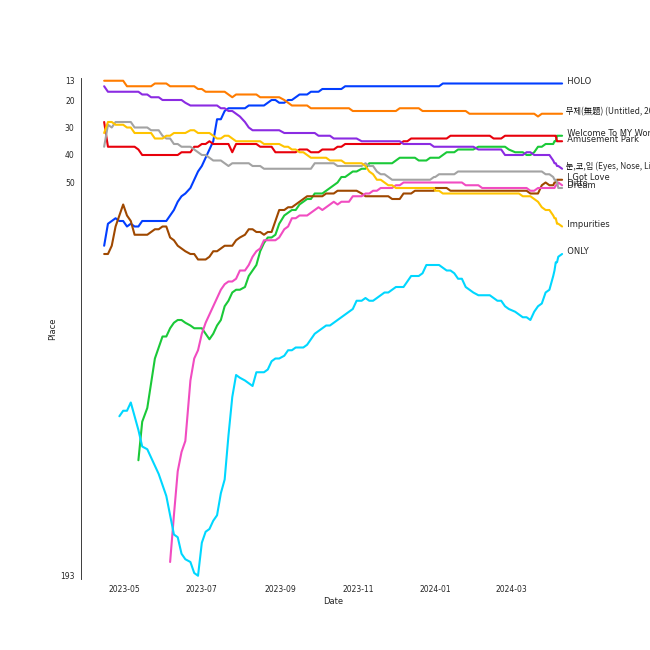 13
20
30
40
50
193
Place
2023-05
2023-07
2023-09
2023-11
2024-01
2024-03
Date
HOLO
무제(無題) (Untitled, 20
Welcome To MY Wor
Amusement Park
눈,코,입 (Eyes, Nose, Li
I Got Love
Dream
Impurities
ONLY